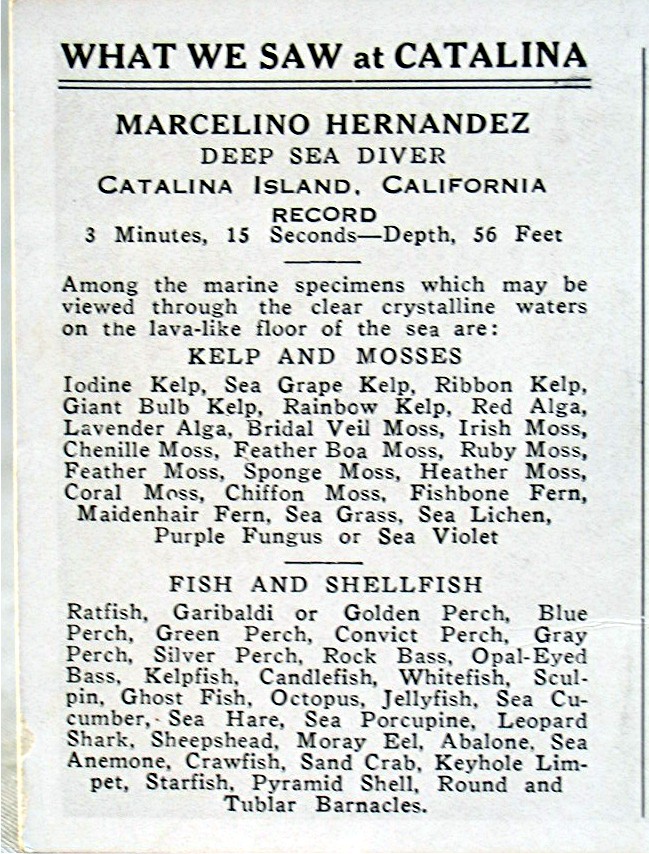 WHAT WE SAW at CATALINA
MARCELINO HERNANDEZ
DEEP SEA DIVER
CATALINA ISLAND, CALIFORNIA
RECORD
3 Minutes, 15 Seconds—Depth, 56 Feet
Among the marine specimens which may be
viewed through the clear crystalline waters
on the lava-like floor of the sea are:
KELP AND MOSSES
Iodine Kelp, Sea Grape Kelp, Ribbon Kelp,
Giant Bulb Kelp, Rainbow Kelp, Red Alga,
Lavender Alga, Bridal Veil Moss, Irish Moss,
Chenille Moss, Feather Boa Moss, Ruby Moss,
Feather Moss, Sponge Moss, Heather Moss,
Coral Moss, Chiffon Moss, Fishbone Fern,
Maidenhair Fern, Sea Grass, Sea Lichen,
Purple Fungus or Sea Violet
FISH AND SHELLFISH
Ratfish, Garibaldi or Golden Perch, Blue
Perch, Green Perch, Convict Perch, Gray
Perch, Silver Perch, Rock Bass, Opal-Eyed
Bass, Kelpfish, Candlefish, Whitefish, Scul-
pin, Ghost Fish, Octopus, Jellyfish, Sea Cu-
cumber, Sea Hare, Sea Porcupine, Leopard
Shark, Sheepshead, Moray Eel, Abalone, Sea
Anemone, Crawfish, Sand Crab, Keyhole Lim-
pet, Starfish, Pyramid Shell, Round and
Tublar Barnacles.